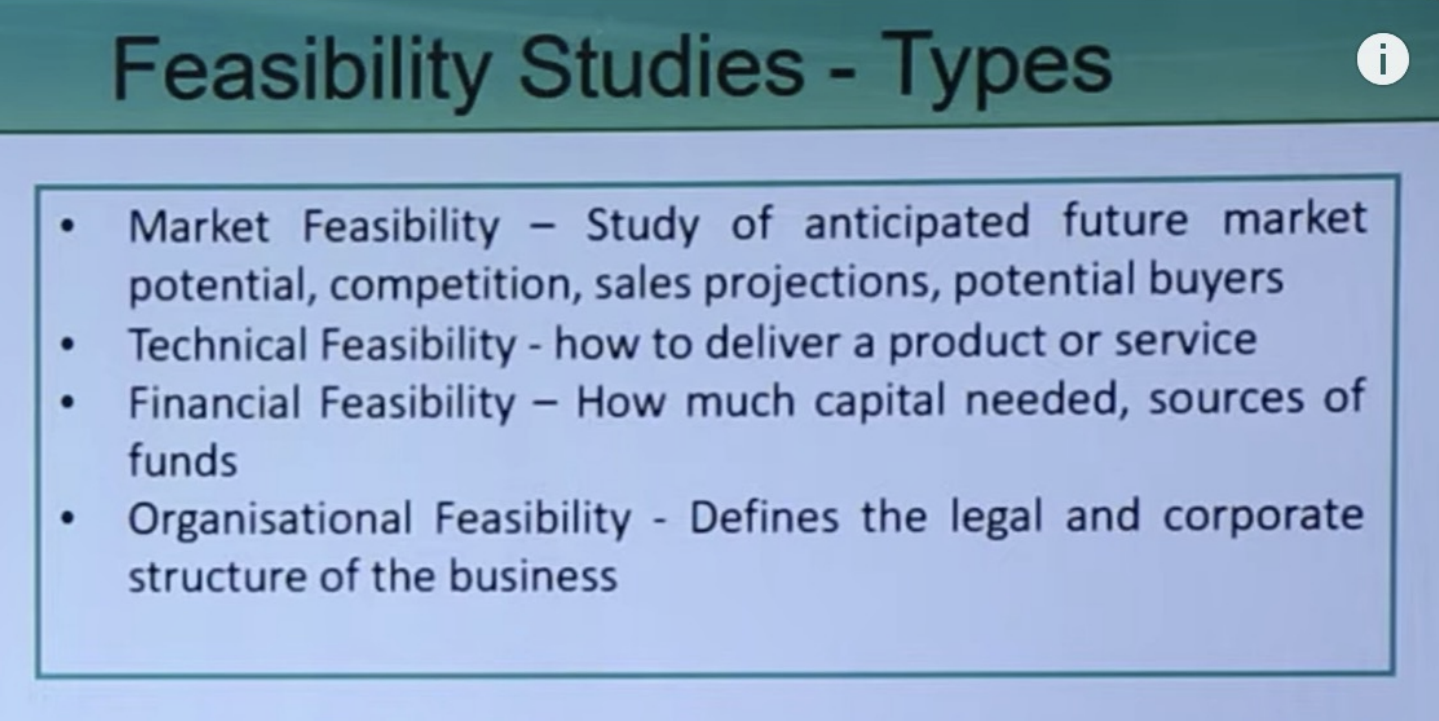 Feasibility Studies - Types
i
• Market Feasibility – Study of anticipated future market
potential, competition, sales projections, potential buyers
• Technical Feasibility - how to deliver a product or service
• Financial Feasibility – How much capital needed, sources of
funds
• Organisational Feasibility - Defines the legal and corporate
structure of the business